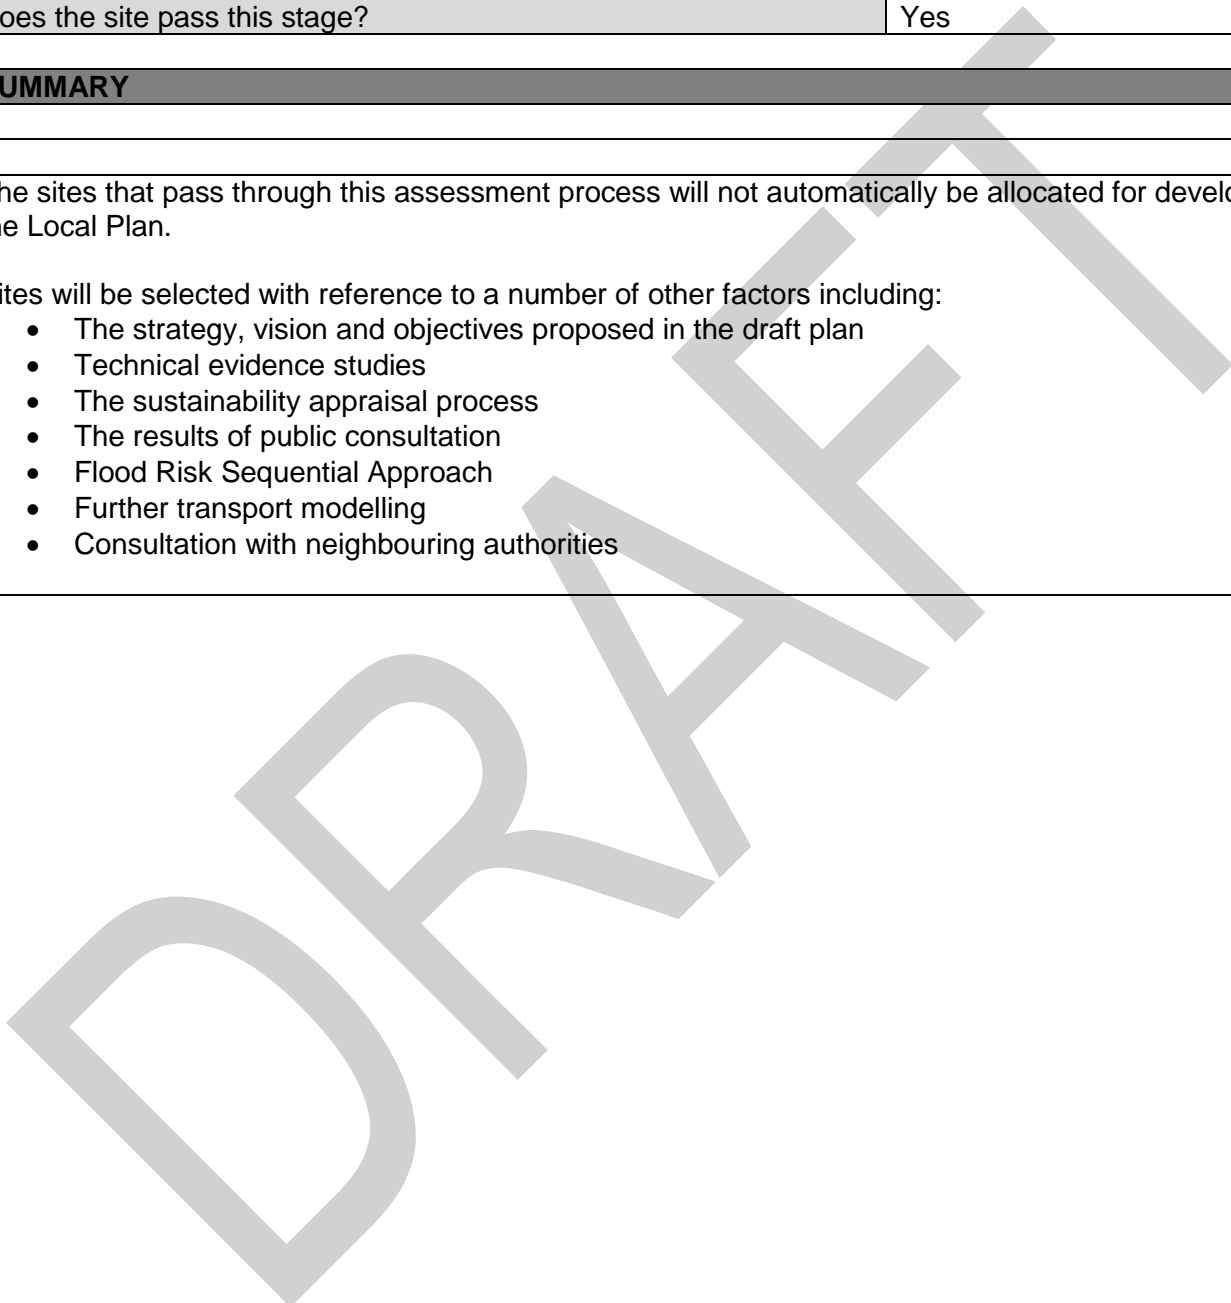 oes the site pass this stage? Yes
UMMARY
he sites that pass through this assessment process will not automatically be allocated for develo
he Local Plan.
ites will be selected with reference to a number of other factors including:
• The strategy, vision and objectives proposed in the draft plan
• Technical evidence studies
• The sustainability appraisal process
• The results of public consultation
• Flood Risk Sequential Approach
• Further transport modelling
• Consultation with neighbouring authorities
DRAFT